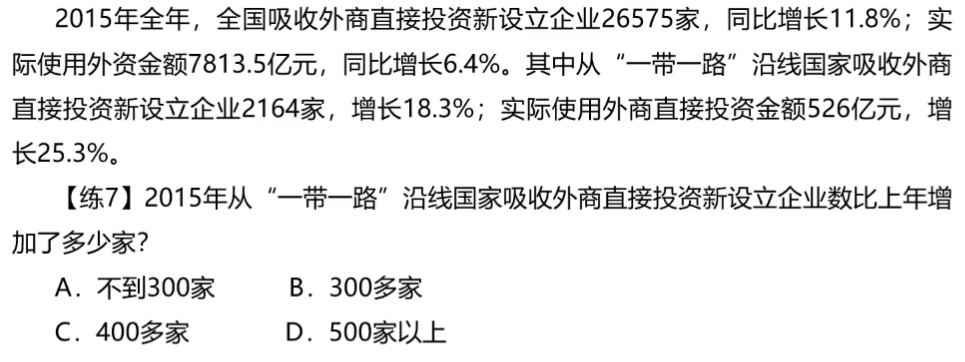 2015年全年，全国吸收外商直接投资新设立企业26575家，同比增长11.8%；实
际使用外资金额7813.5亿元，同比增长6.4%。其中从“一带一路”沿线国家吸收外商
直接投资新设立企业2164家，增长18.3%；实际使用外商直接投资金额526亿元，增
长25.3%。
【练7】2015年从“一带一路”沿线国家吸收外商直接投资新设立企业数比上年增
加了多少家？
A．不到300家 B．300多家
C．400多家 D．500家以上